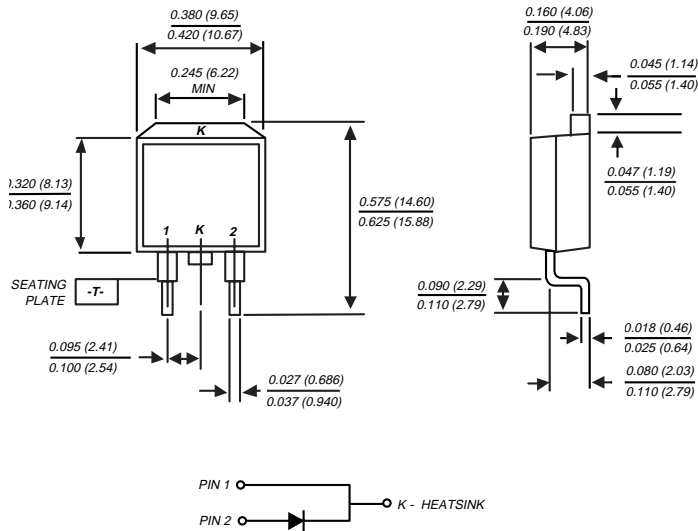 0.380 (9.65)
0.420 (10.67)
0.245 (6.22)
MIN
K
0.320 (8.13)
0.360 (9.14)
1
K
2
0.575 (14.60)
0.625 (15.88)
SEATING
PLATE
-T-
0.095 (2.41)
0.100 (2.54)
0.027 (0.686)
0.037 (0.940)
0.160 (4.06)
0.190 (4.83)
0.045 (1.14)
0.055 (1.40)
0.047 (1.19)
0.055 (1.40)
0.090 (2.29)
0.110 (2.79)
0.018 (0.46)
0.025 (0.64)
0.080 (2.03)
0.110 (2.79)
PIN 1
PIN 2
K - HEATSINK